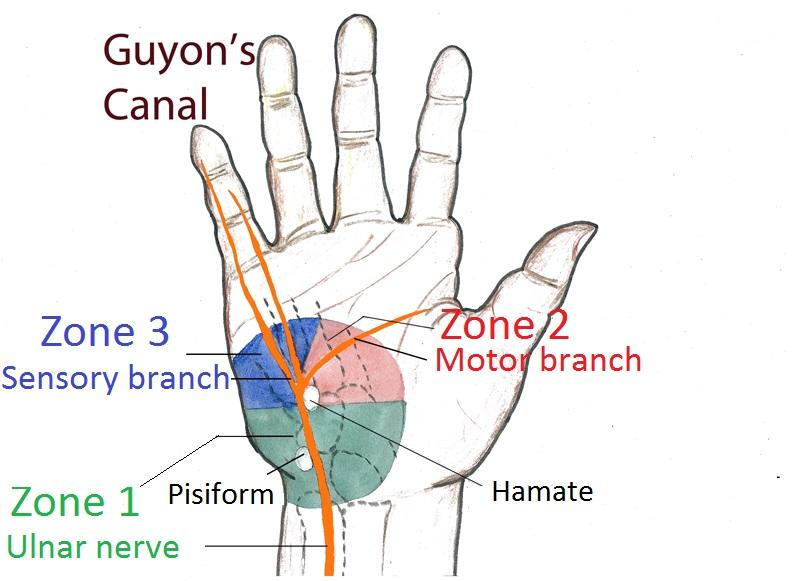 Guyon's
Canal
Zone 3
Sensory branch
Zone 2
Motor branch
Zone 1
Ulnar nerve
Pisiform
Hamate